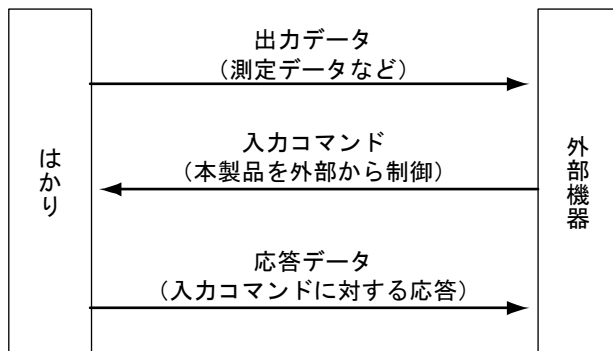 出力データ
（測定データなど）
入力コマンド
（本製品を外部から制御）
応答データ
（入力コマンドに対する応答）
はかり
外部機器